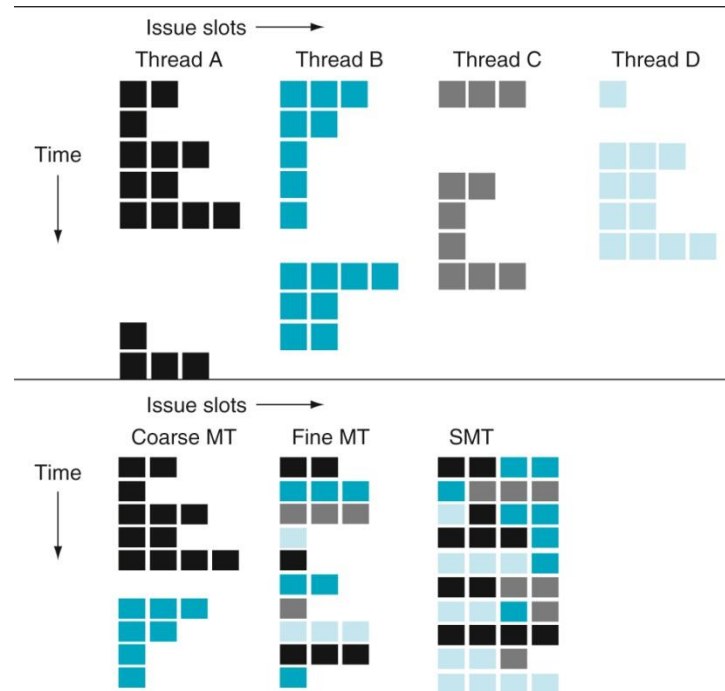 Issue slots
Thread A Thread B Thread C Thread D
Time
Issue slots
Coarse MT Fine MT SMT
Time